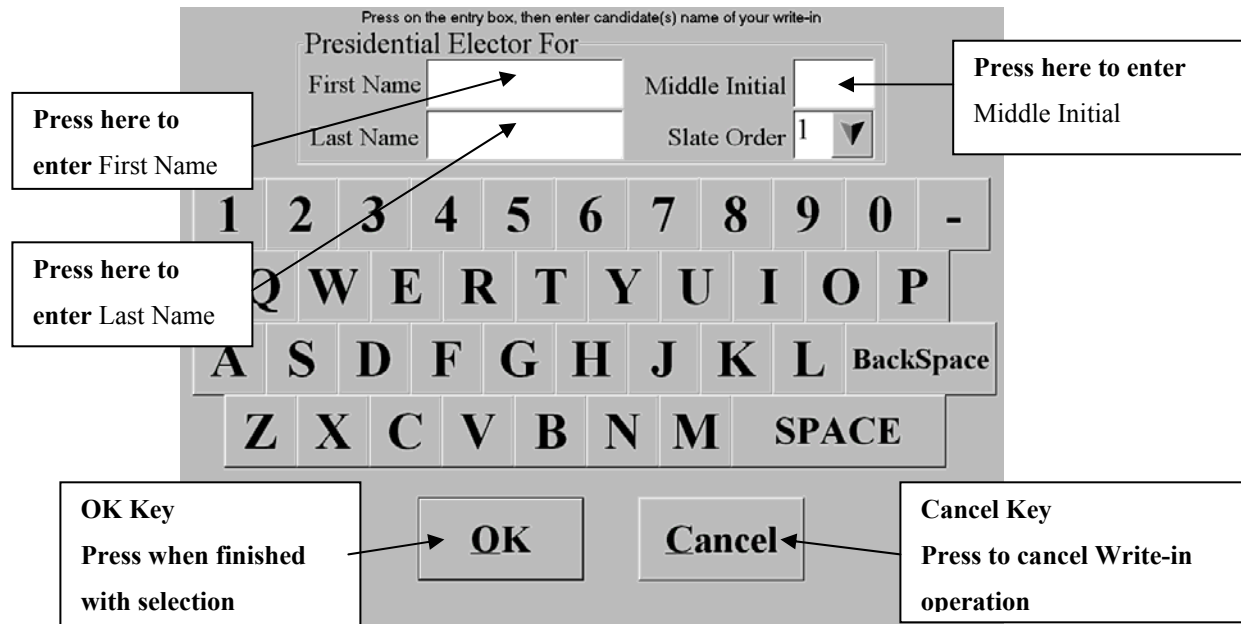 Press on the entry box, then enter candidate(s) name of your write-in
Presidential Elector For
First Name
Middle Initial
Last Name
Slate Order 1
Press here to
enter First Name
Press here to enter
Middle Initial
Press here to
enter Last Name
1 2 3 4 5 6 7 8 9 0 -
Q W E R T Y U I O P
A S D F G H J K L BackSpace
Z X C V B N M SPACE
OK Key
Press when finished
with selection
OK
Cancel
Cancel Key
Press to cancel Write-in
operation